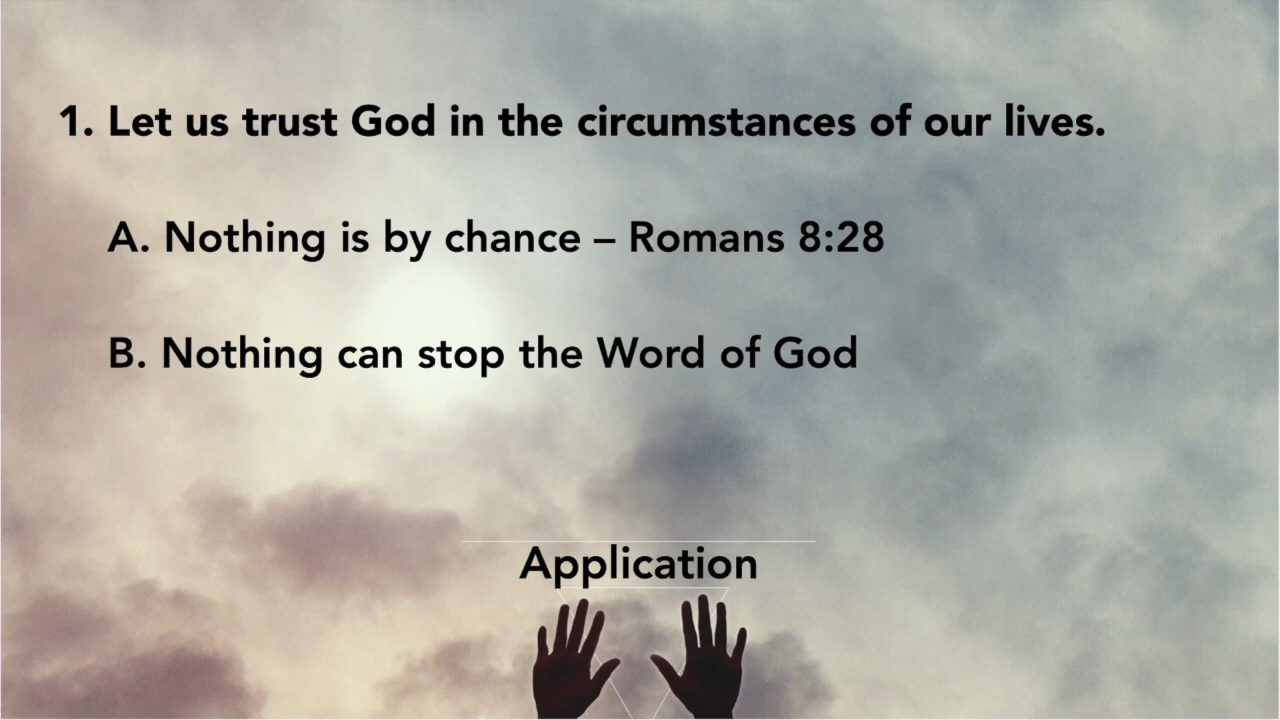 1. Let us trust God in the circumstances of our lives.
A. Nothing is by chance – Romans 8:28
B. Nothing can stop the Word of God
Application